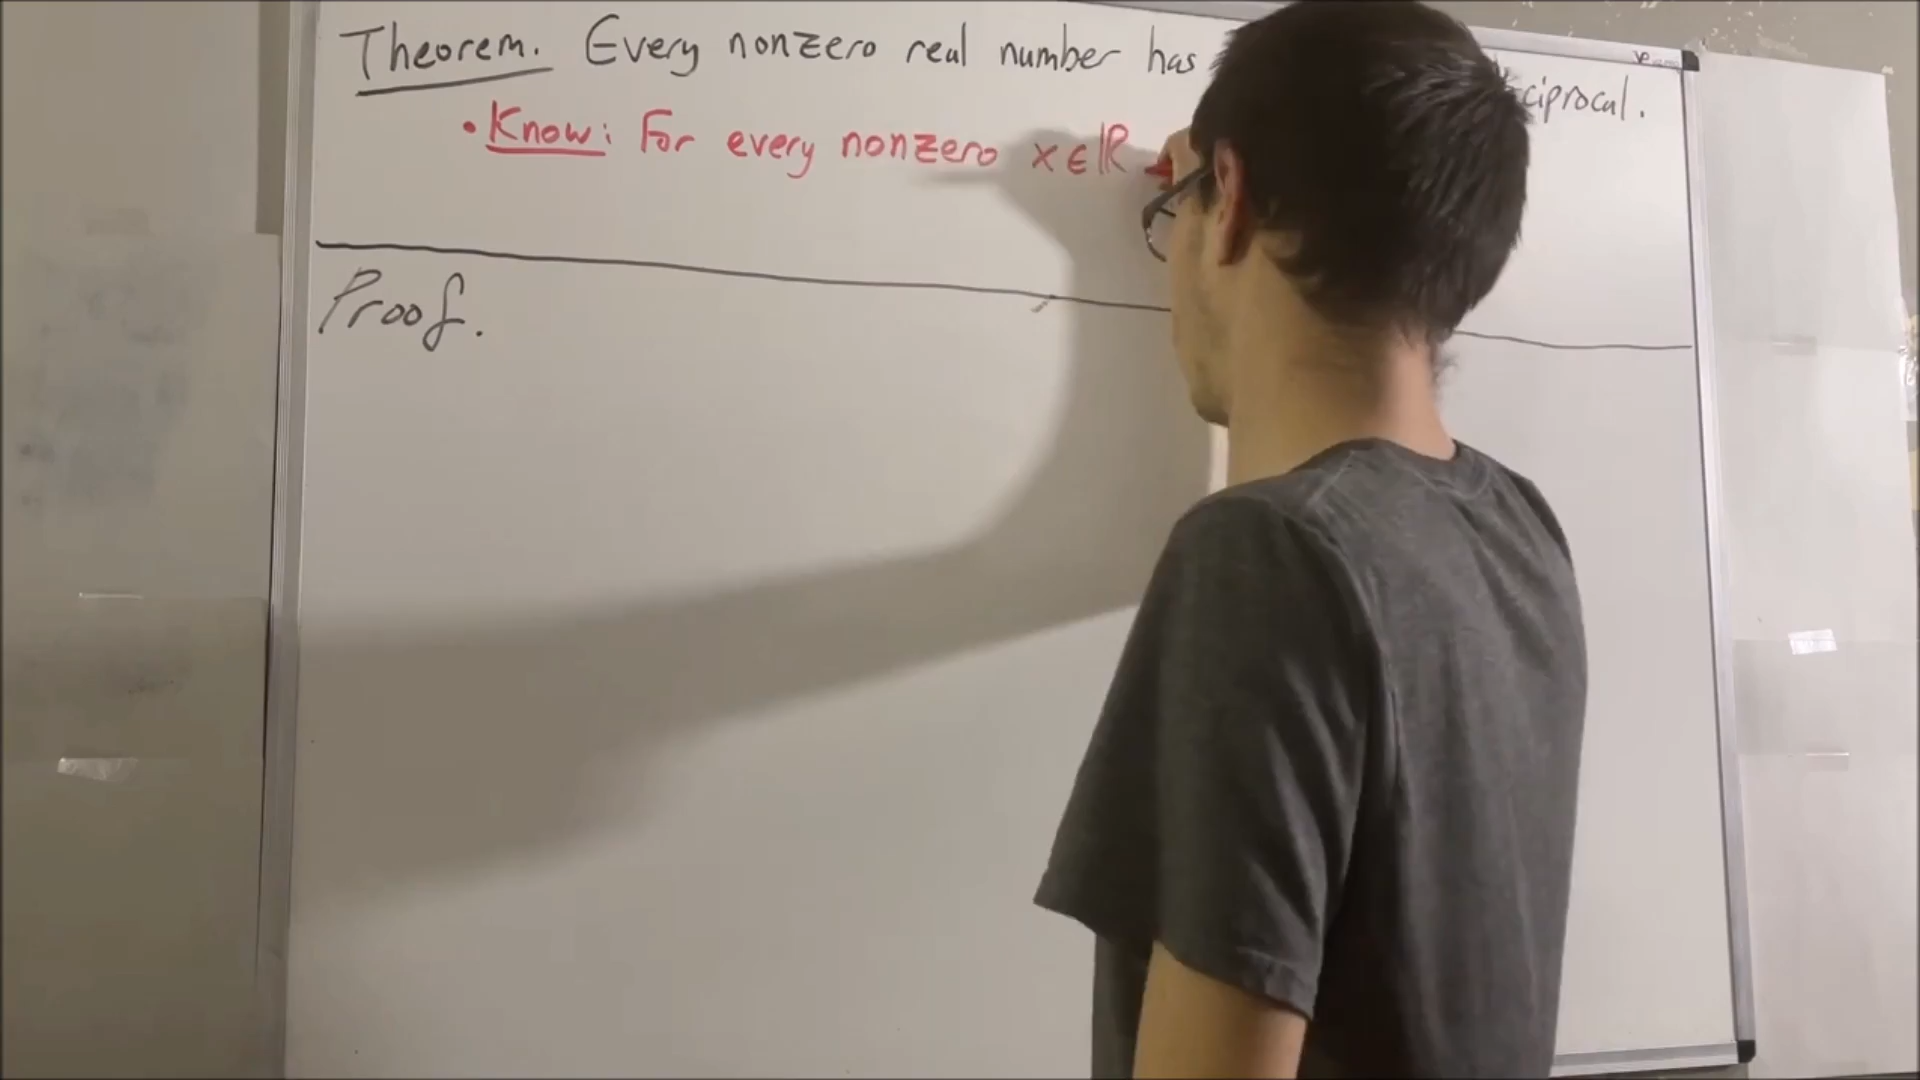 Theorem. Every nonzero real number has ciprocal.
• Know: For every nonzero x∈ℝ
Proof.